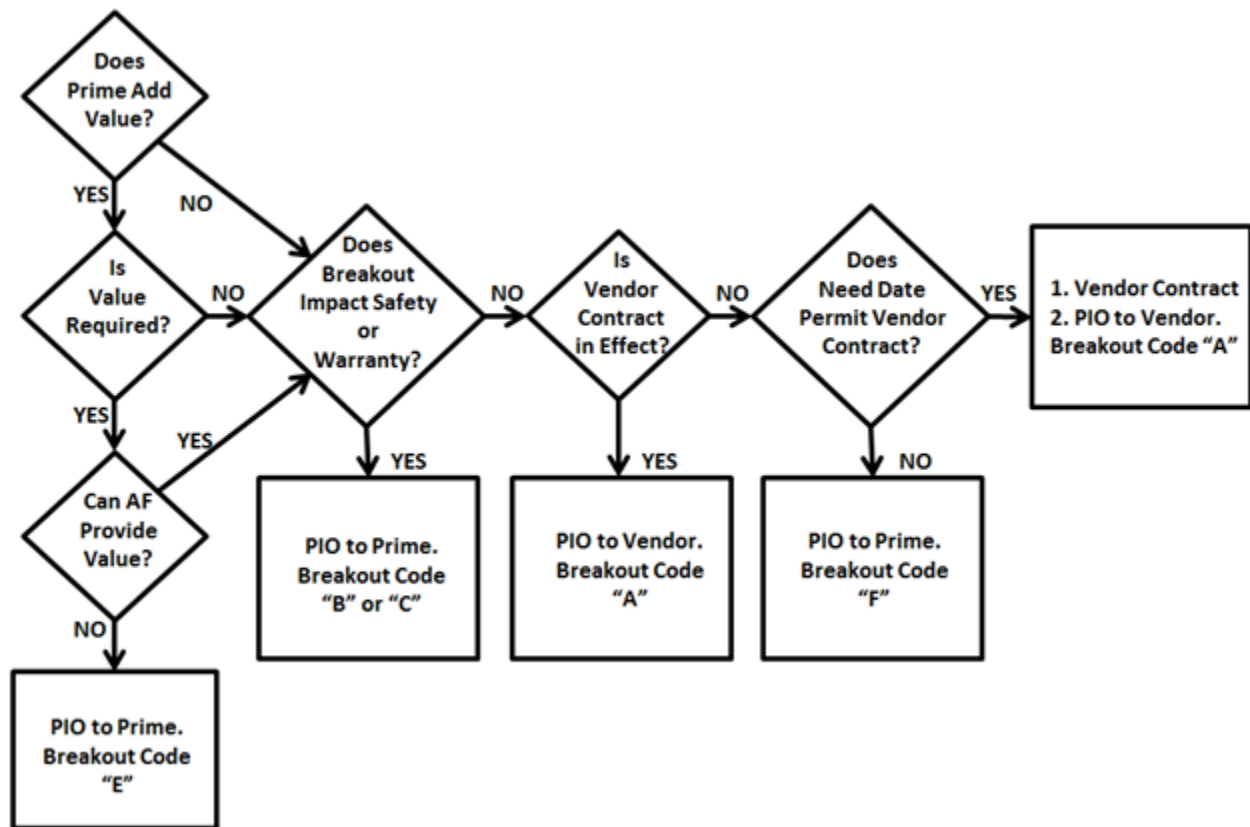 Does
Prime Add
Value?
YES
NO
Is
Value
Required?
NO
Does
Breakout
Impact Safety
or
Warranty?
NO
Is
Vendor
Contract
in Effect?
NO
Does
Need Date
Permit Vendor
Contract?
YES
1. Vendor Contract
2. PIO to Vendor.
Breakout Code “A”
YES
YES
Can AF
Provide
Value?
NO
YES
PIO to Prime.
Breakout Code
“B” or “C”
YES
PIO to Vendor.
Breakout Code
“A”
NO
PIO to Prime.
Breakout Code
“F”
PIO to Prime.
Breakout Code
“E”